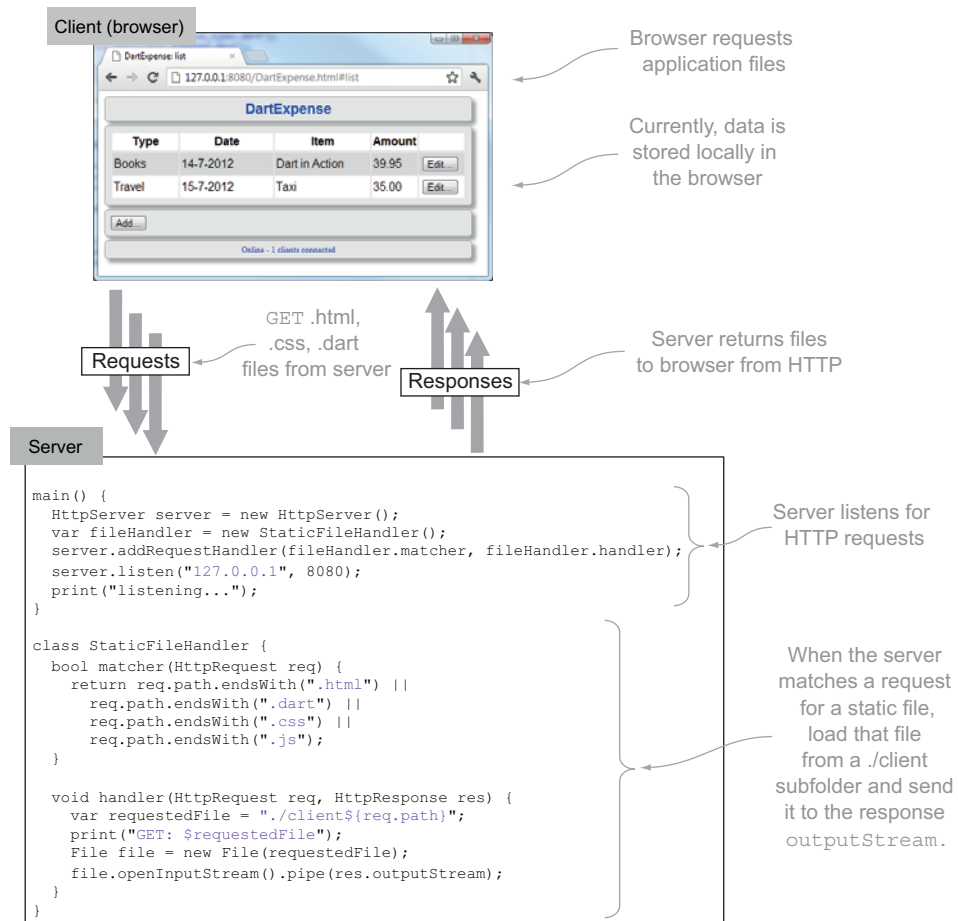 Client (browser)
DartExpense: list
127.0.0.1:8080/DartExpense.html#list
DartExpense
Type Date Item Amount
Books 14-7-2012 Dart in Action 39.95 Edit...
Travel 15-7-2012 Taxi 35.00 Edit...
Add...
Online - 1 clients connected
Browser requests
application files
Currently, data is
stored locally in
the browser
Requests
GET .html,
.css, .dart
files from server
Responses
Server returns files
to browser from HTTP
Server
main() {
HttpServer server = new HttpServer();
var fileHandler = new StaticFileHandler();
server.addRequestHandler(fileHandler.matcher, fileHandler.handler);
server.listen("127.0.0.1", 8080);
print("listening...");
}
Server listens for
HTTP requests
class StaticFileHandler {
bool matcher(HttpRequest req) {
return req.path.endsWith(".html") ||
req.path.endsWith(".dart") ||
req.path.endsWith(".css") ||
req.path.endsWith(".js");
}
void handler(HttpRequest req, HttpResponse res) {
var requestedFile = "./client${req.path}";
print("GET: $requestedFile");
File file = new File(requestedFile);
file.openInputStream().pipe(res.outputStream);
}
}
When the server
matches a request
for a static file,
load that file
from a ./client
subfolder and send
it to the response
outputStream.